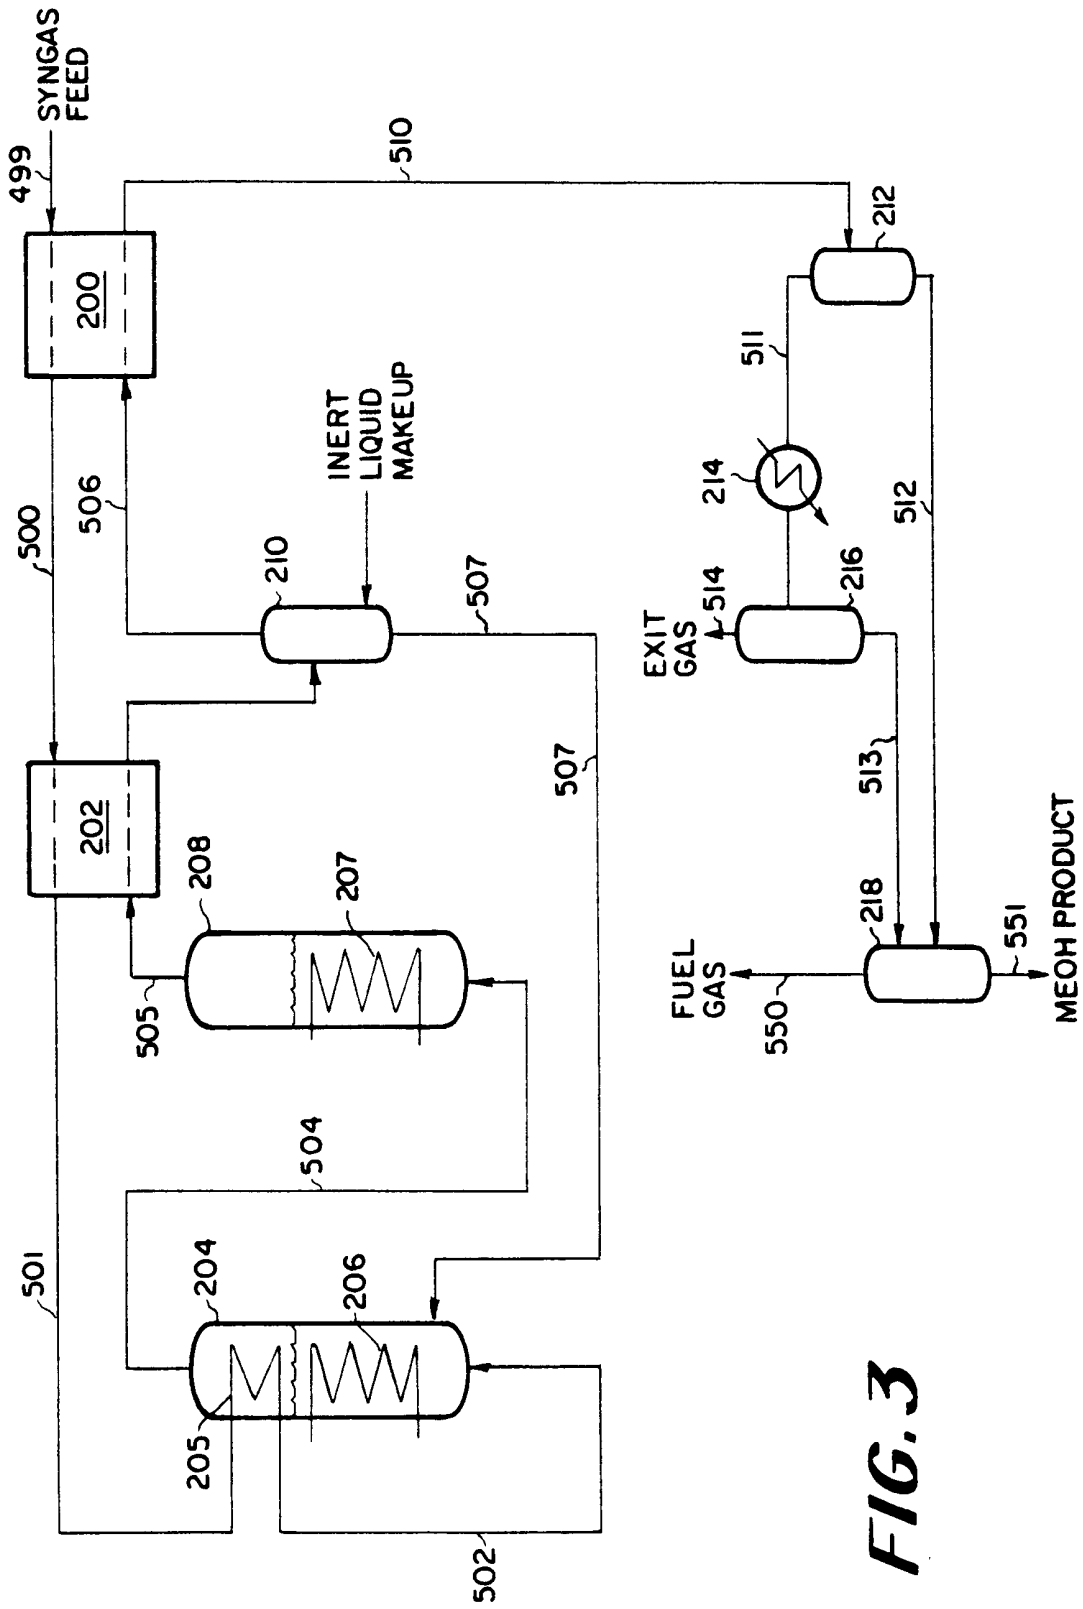 499
SYNGAS
FEED
200
500
506
510
202
210
INERT
LIQUID
MAKEUP
507
507
208
207
505
504
501
204
206
205
502
212
511
214
512
216
514
EXIT
GAS
513
218
FUEL
GAS
550
551
MEOH PRODUCT
FIG. 3